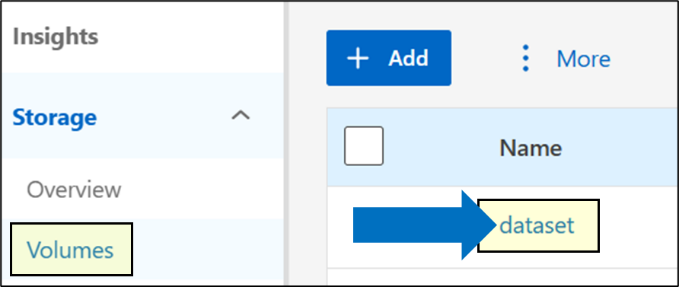 Insights
Storage
Overview
Volumes
+ Add
More
Name
dataset